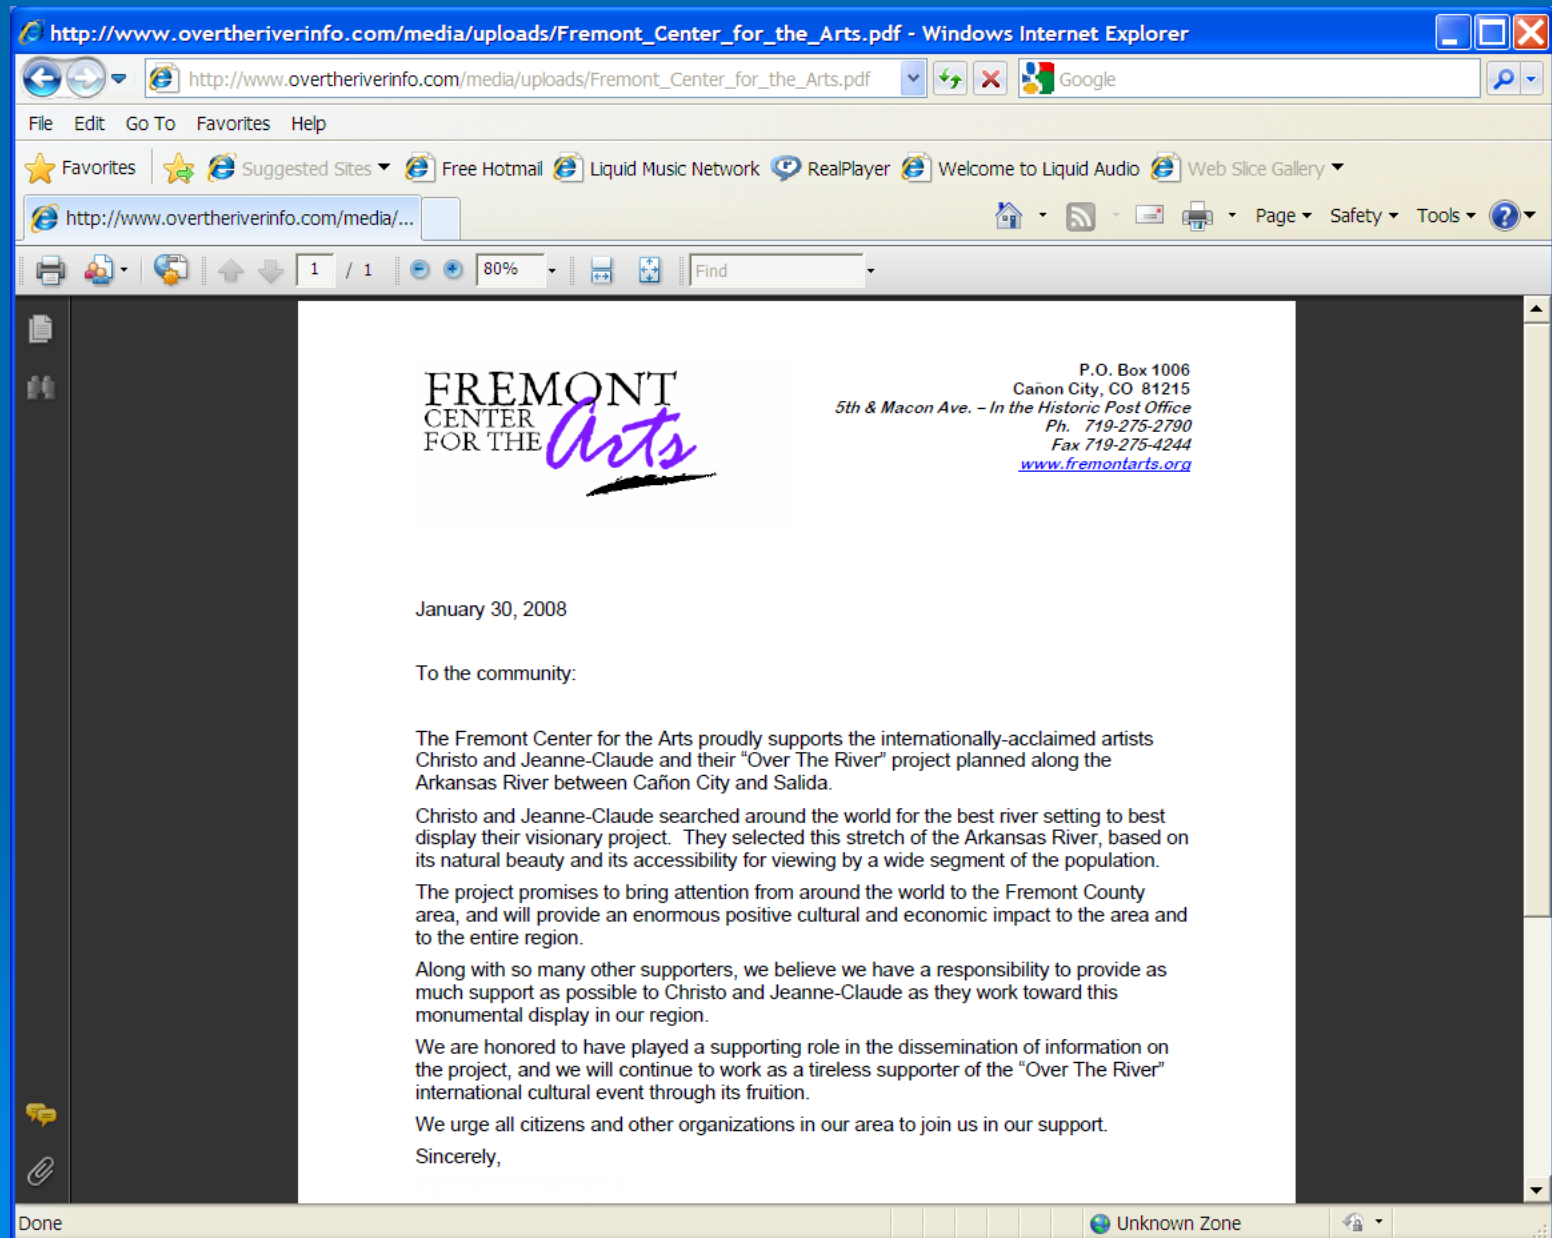 http://www.overtheriverinfo.com/media/uploads/Fremont_Center_for_the_Arts.pdf - Windows Internet Explorer
http://www.overtheriverinfo.com/media/uploads/Fremont_Center_for_the_Arts.pdf Google
File Edit Go To Favorites Help
Favorites Suggested Sites Free Hotmail Liquid Music Network RealPlayer Welcome to Liquid Audio Web Slice Gallery
http://www.overtheriverinfo.com/media/... Page Safety Tools
1 / 1 80% Find
FREMONT
CENTER
FOR THE Arts
P.O. Box 1006
Cañon City, CO 81215
5th & Macon Ave. – In the Historic Post Office
Ph. 719-275-2790
Fax 719-275-4244
www.fremontarts.org
January 30, 2008
To the community:
The Fremont Center for the Arts proudly supports the internationally-acclaimed artists
Christo and Jeanne-Claude and their “Over The River” project planned along the
Arkansas River between Cañon City and Salida.
Christo and Jeanne-Claude searched around the world for the best river setting to best
display their visionary project. They selected this stretch of the Arkansas River, based on
its natural beauty and its accessibility for viewing by a wide segment of the population.
The project promises to bring attention from around the world to the Fremont County
area, and will provide an enormous positive cultural and economic impact to the area and
to the entire region.
Along with so many other supporters, we believe we have a responsibility to provide as
much support as possible to Christo and Jeanne-Claude as they work toward this
monumental display in our region.
We are honored to have played a supporting role in the dissemination of information on
the project, and we will continue to work as a tireless supporter of the “Over The River”
international cultural event through its fruition.
We urge all citizens and other organizations in our area to join us in our support.
Sincerely,
Done Unknown Zone